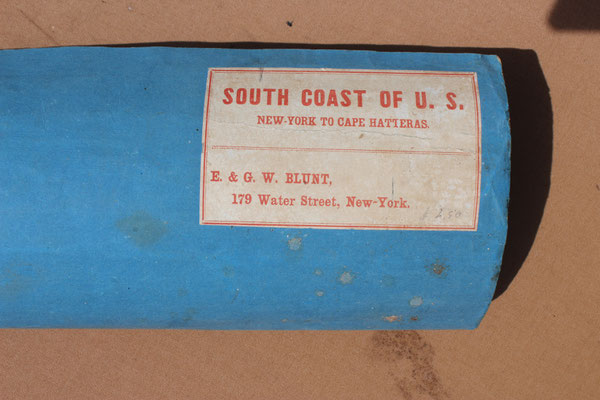 SOUTH COAST OF U. S.
NEW-YORK TO CAPE HATTERAS.
E. & G. W. BLUNT,
179 Water Street, New-York.